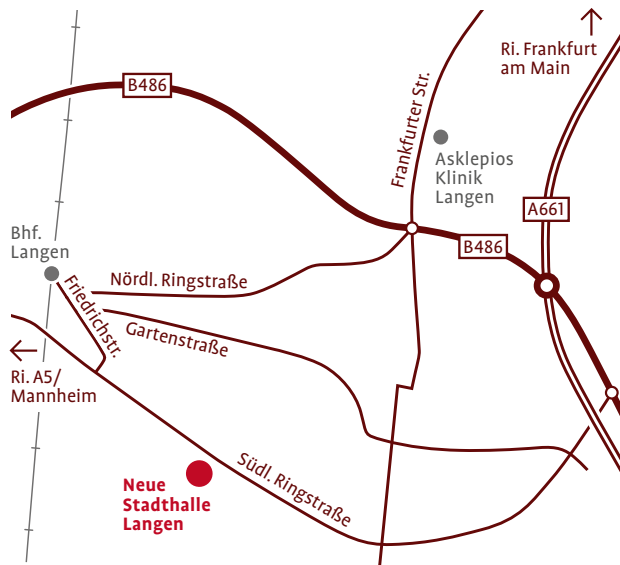 Ri. Frankfurt
am Main
B486
Frankfurter Str.
Asklepios
Klinik
Langen
A661
Bhf.
Langen
B486
Nördl. Ringstraße
Friedrichstr.
Gartenstraße
Ri. A5/
Mannheim
Neue
Stadthalle
Langen
Südl. Ringstraße